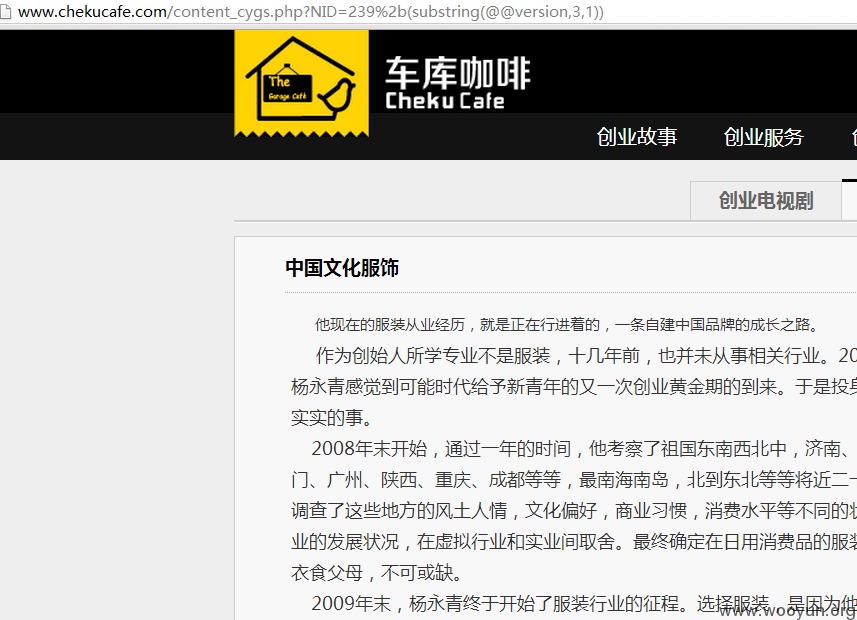 www.chekucafe.com/content_cygs.php?NID=239%2b(substring(@@version,3,1))
The
Garage Café
车库咖啡
Cheku Cafe
创业故事 创业服务
创业电视剧
中国文化服饰
他现在的服装从业经历，就是正在行进着的，一条自建中国品牌的成长之路。
作为创始人所学专业不是服装，十几年前，也并未从事相关行业。20
杨永青感觉到可能时代给予新青年的又一次创业黄金期的到来。于是投身
实实的事。
2008年末开始，通过一年的时间，他考察了祖国东南西北中，济南、
门、广州、陕西、重庆、成都等等，最南海南岛，北到东北等等将近二十
调查了这些地方的风土人情，文化偏好，商业习惯，消费水平等不同的状
业的发展状况，在虚拟行业和实业间取舍。最终确定在日用消费品的服装
衣食父母，不可或缺。
2009年末，杨永青终于开始了服装行业的征程。选择服装，是因为他
www.wooyun.org